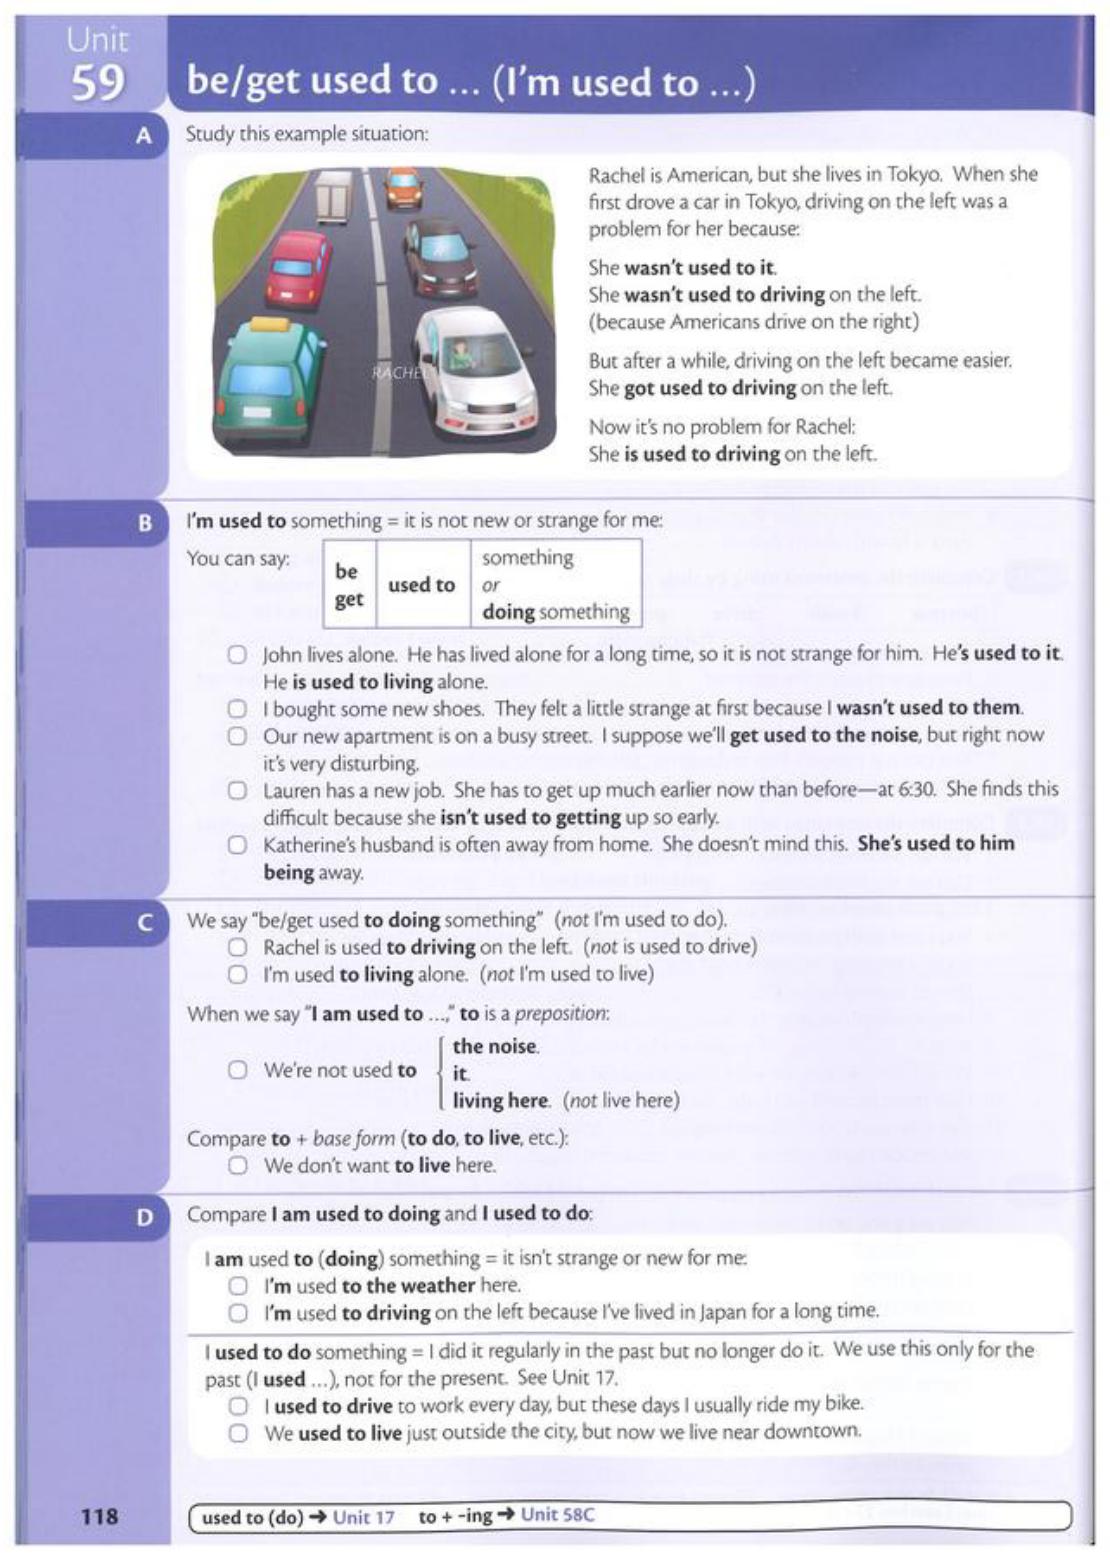 Unit
59
be/get used to ... (I'm used to ...)
A
Study this example situation:
RACHEL
Rachel is American, but she lives in Tokyo. When she
first drove a car in Tokyo, driving on the left was a
problem for her because:
She wasn't used to it.
She wasn't used to driving on the left.
(because Americans drive on the right)
But after a while, driving on the left became easier.
She got used to driving on the left.
Now it's no problem for Rachel:
She is used to driving on the left.
B
I'm used to something = it is not new or strange for me:
You can say:
be
get
used to
something
or
doing something
John lives alone. He has lived alone for a long time, so it is not strange for him. He's used to it.
He is used to living alone.
I bought some new shoes. They felt a little strange at first because I wasn't used to them.
Our new apartment is on a busy street. I suppose we'll get used to the noise, but right now
it's very disturbing.
Lauren has a new job. She has to get up much earlier now than before—at 6:30. She finds this
difficult because she isn't used to getting up so early.
Katherine's husband is often away from home. She doesn't mind this. She's used to him
being away.
C
We say "be/get used to doing something" (not I'm used to do).
Rachel is used to driving on the left. (not is used to drive)
I'm used to living alone. (not I'm used to live)
When we say "I am used to ...," to is a preposition:
We're not used to
the noise.
it.
living here. (not live here)
Compare to + base form (to do, to live, etc.):
We don't want to live here.
D
Compare I am used to doing and I used to do:
I am used to (doing) something = it isn't strange or new for me:
I'm used to the weather here.
I'm used to driving on the left because I've lived in Japan for a long time.
I used to do something = I did it regularly in the past but no longer do it. We use this only for the
past (I used ...), not for the present. See Unit 17.
I used to drive to work every day, but these days I usually ride my bike.
We used to live just outside the city, but now we live near downtown.
118
used to (do) ➜ Unit 17 to + -ing ➜ Unit 58C